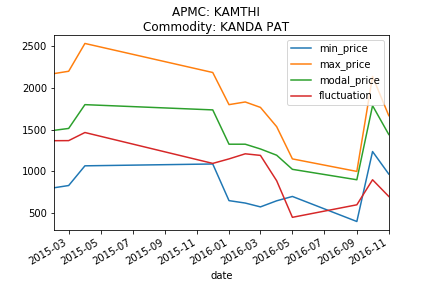 APMC: KAMTHI
Commodity: KANDA PAT
2500
2000
1500
1000
500
min_price
max_price
modal_price
fluctuation
2015-03
2015-05
2015-07
2015-09
2015-11
2016-01
2016-03
2016-05
2016-07
2016-09
2016-11
date